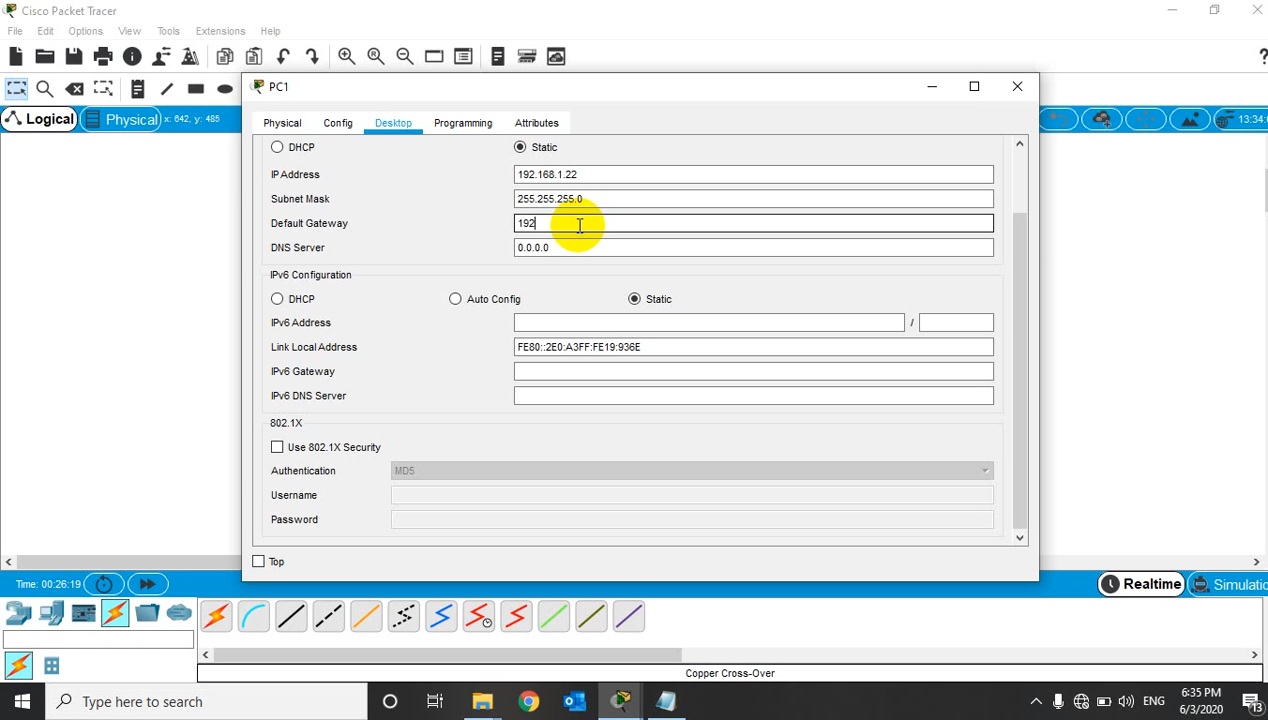 Cisco Packet Tracer
File Edit Options View Tools Extensions Help
PC1
Logical Physical x: 642, y: 485 13:34:
Physical Config Desktop Programming Attributes
DHCP Static
IP Address 192.168.1.22
Subnet Mask 255.255.255.0
Default Gateway 192
DNS Server 0.0.0.0
IPv6 Configuration
DHCP Auto Config Static
IPv6 Address /
Link Local Address FE80::2E0:A3FF:FE19:936E
IPv6 Gateway
IPv6 DNS Server
802.1X
Use 802.1X Security
Authentication MD5
Username
Password
Top
Time: 00:26:19 Realtime Simulatio
Copper Cross-Over
Type here to search
ENG
6:35 PM
6/3/2020
13